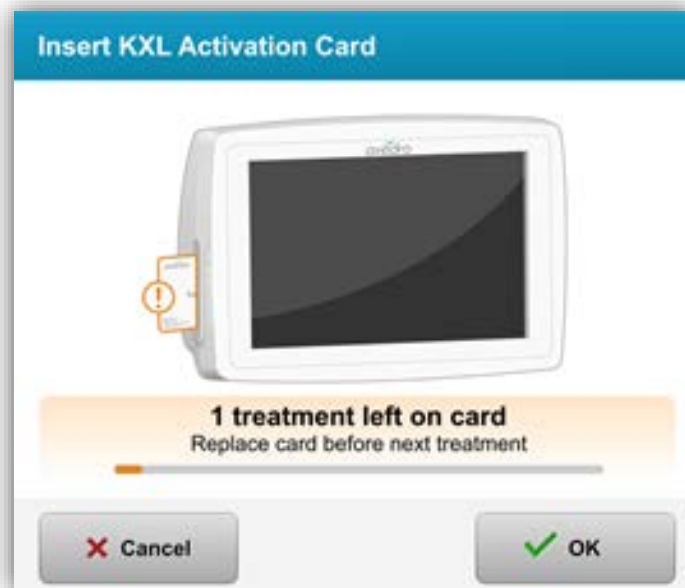 Insert KXL Activation Card
1 treatment left on card
Replace card before next treatment
Cancel
OK